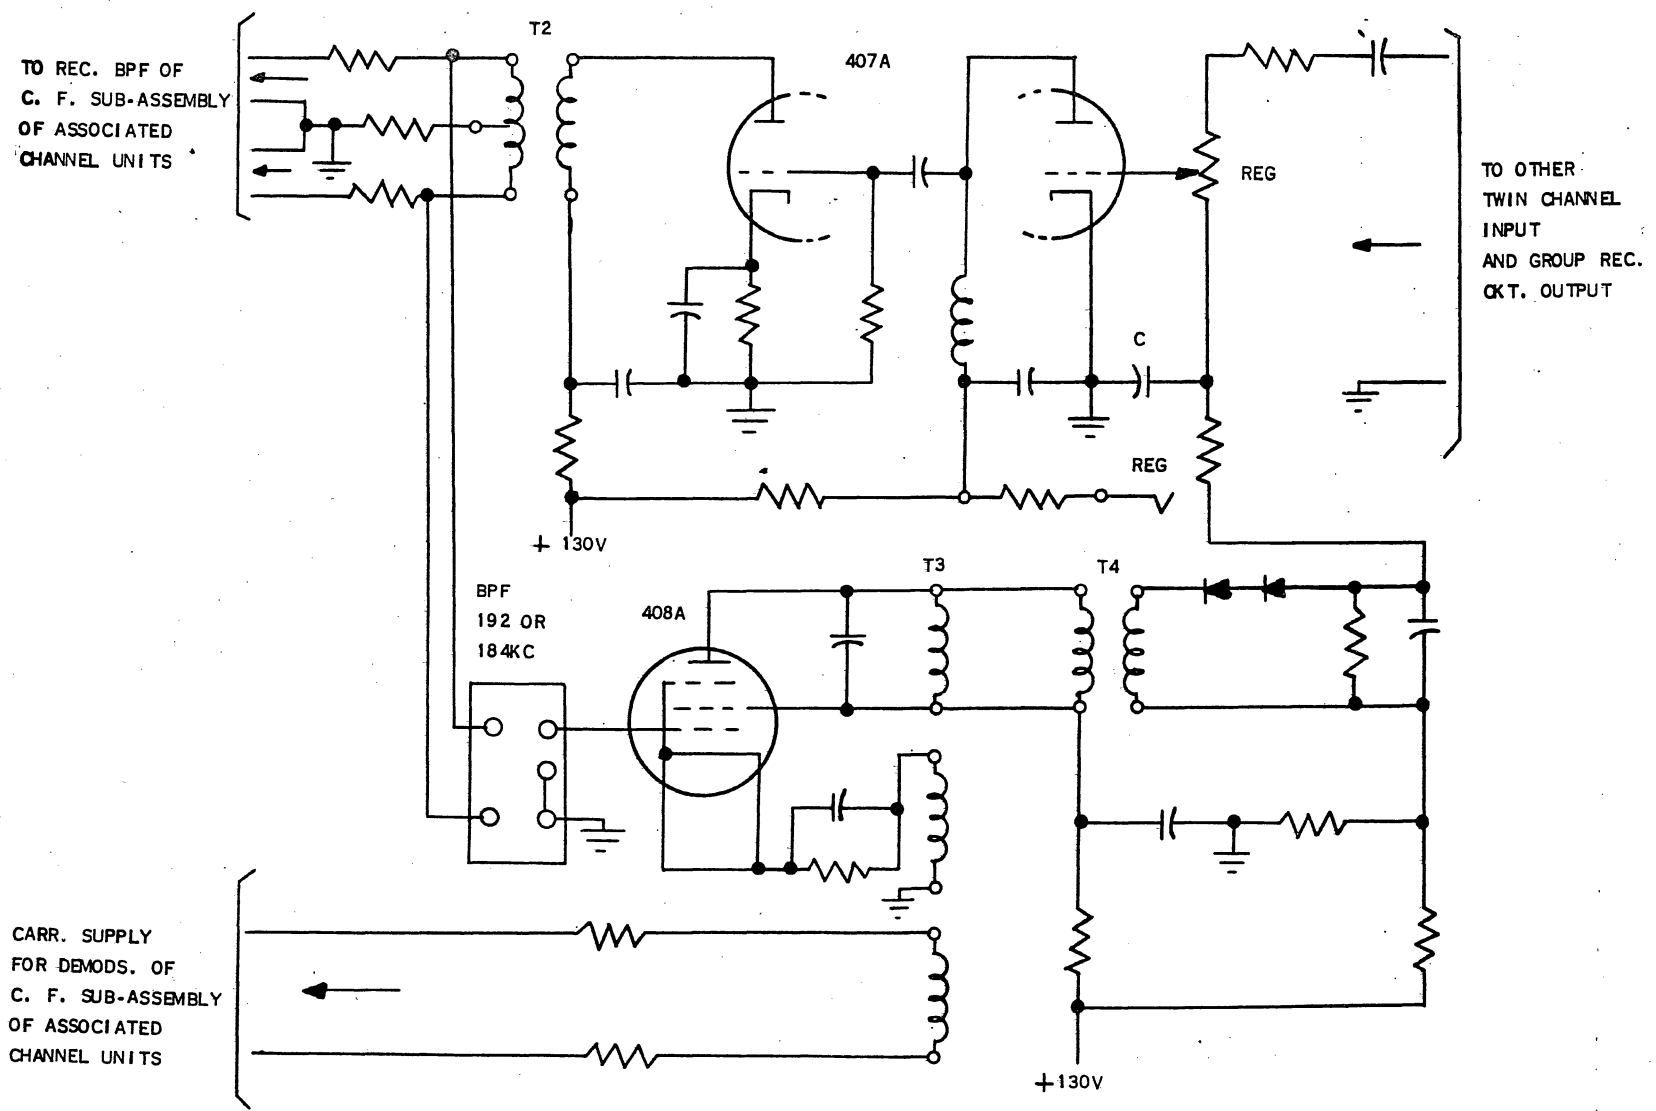 T2
407A
TO REC. BPF OF
C. F. SUB-ASSEMBLY
OF ASSOCIATED
CHANNEL UNITS
REG
TO OTHER
TWIN CHANNEL
INPUT
AND GROUP REC.
CKT. OUTPUT
C
REG
+ 130V
BPF
192 OR
184KC
408A
T3
T4
CARR. SUPPLY
FOR DEMODS. OF
C. F. SUB-ASSEMBLY
OF ASSOCIATED
CHANNEL UNITS
+130V